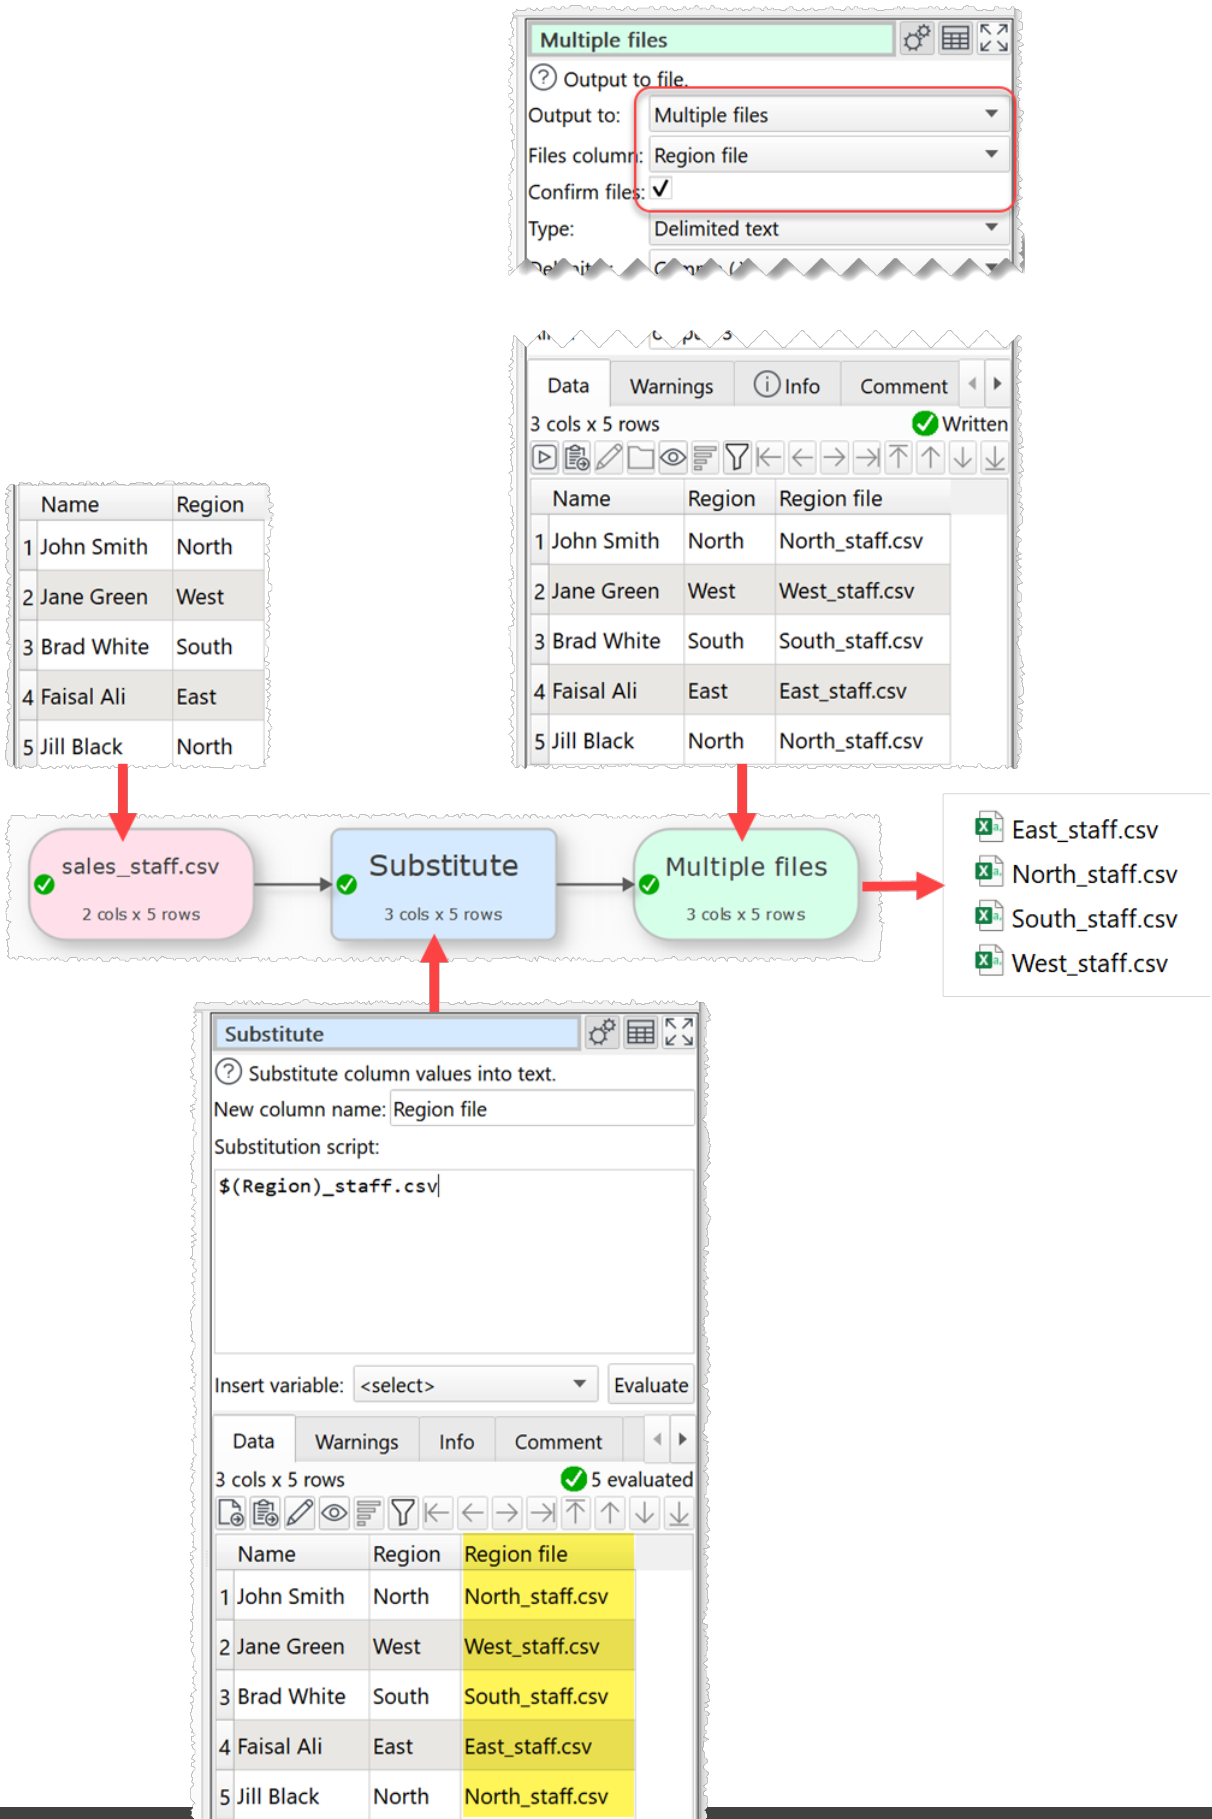 Multiple files
Output to file.
Output to: Multiple files
Files column: Region file
Confirm files:
Type: Delimited text
Data Warnings Info Comment
3 cols x 5 rows Written
Name Region Region file
1 John Smith North North_staff.csv
2 Jane Green West West_staff.csv
3 Brad White South South_staff.csv
4 Faisal Ali East East_staff.csv
5 Jill Black North North_staff.csv
Name Region
1 John Smith North
2 Jane Green West
3 Brad White South
4 Faisal Ali East
5 Jill Black North
sales_staff.csv
2 cols x 5 rows
Substitute
3 cols x 5 rows
Multiple files
3 cols x 5 rows
East_staff.csv
North_staff.csv
South_staff.csv
West_staff.csv
Substitute
Substitute column values into text.
New column name: Region file
Substitution script:
$(Region)_staff.csv
Insert variable: <select> Evaluate
Data Warnings Info Comment
3 cols x 5 rows 5 evaluated
Name Region Region file
1 John Smith North North_staff.csv
2 Jane Green West West_staff.csv
3 Brad White South South_staff.csv
4 Faisal Ali East East_staff.csv
5 Jill Black North North_staff.csv